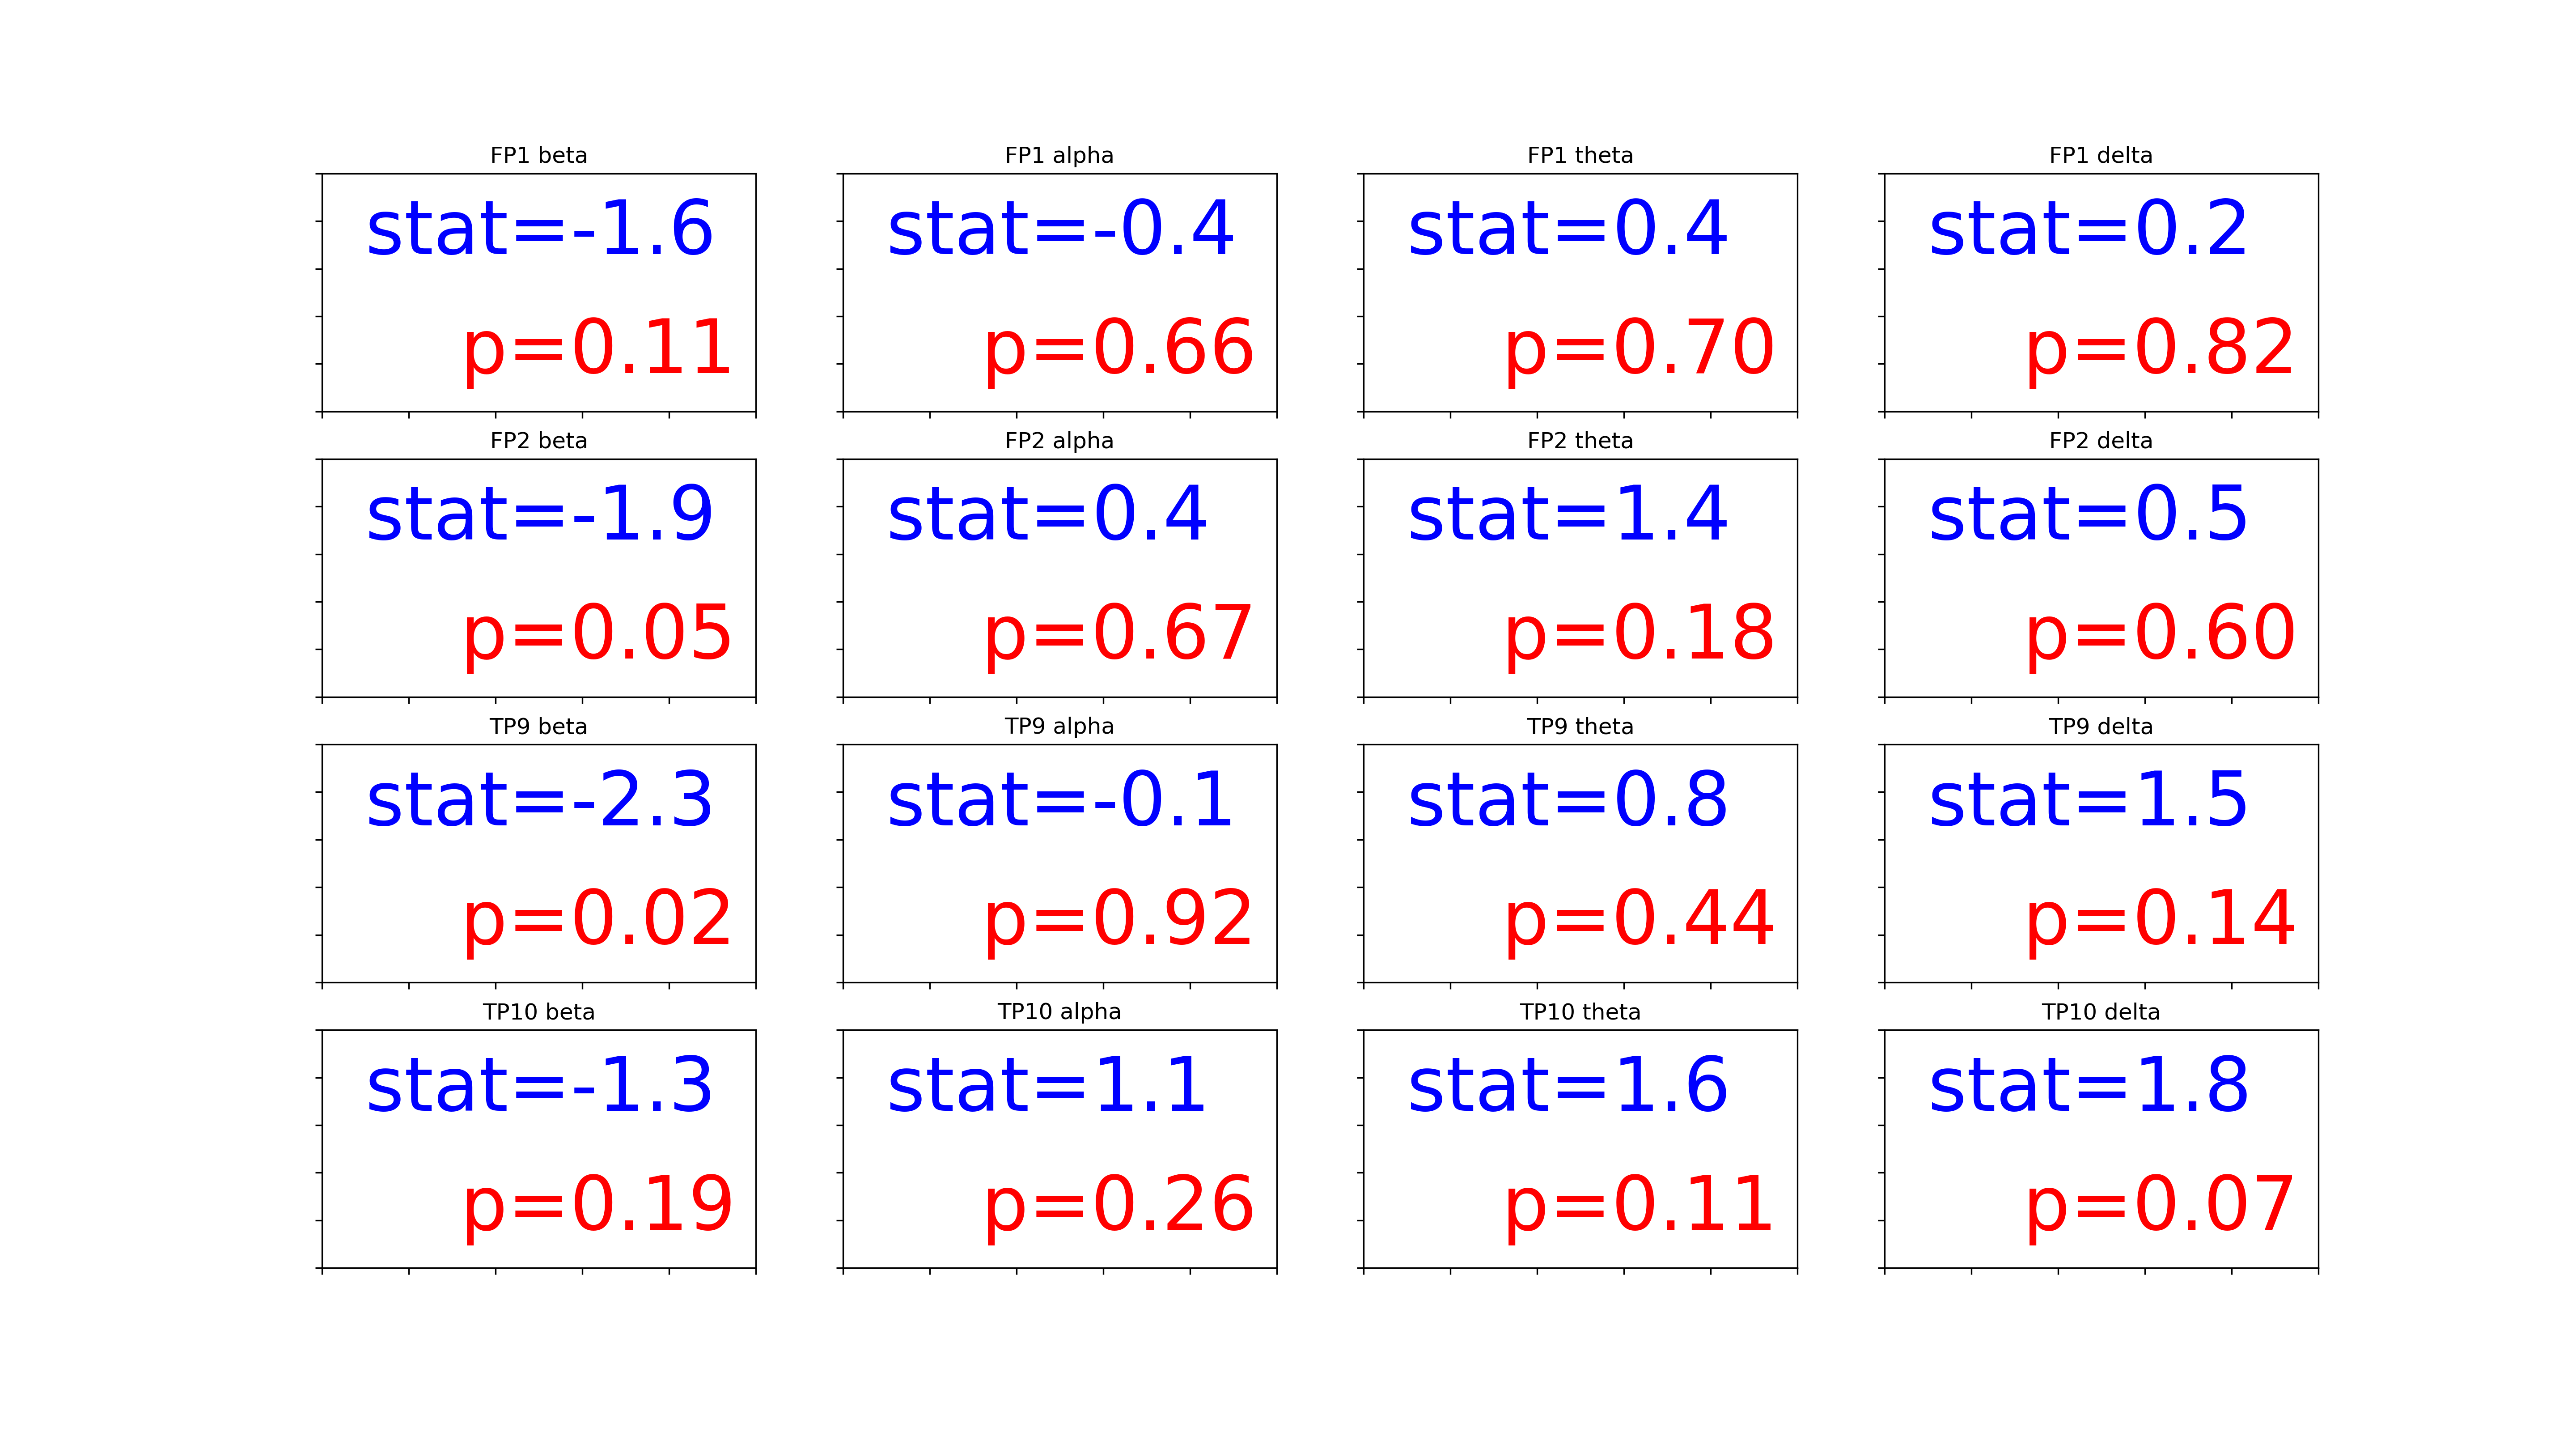 FP1 beta
stat=-1.6
p=0.11
FP1 alpha
stat=-0.4
p=0.66
FP1 theta
stat=0.4
p=0.70
FP1 delta
stat=0.2
p=0.82
FP2 beta
stat=-1.9
p=0.05
FP2 alpha
stat=0.4
p=0.67
FP2 theta
stat=1.4
p=0.18
FP2 delta
stat=0.5
p=0.60
TP9 beta
stat=-2.3
p=0.02
TP9 alpha
stat=-0.1
p=0.92
TP9 theta
stat=0.8
p=0.44
TP9 delta
stat=1.5
p=0.14
TP10 beta
stat=-1.3
p=0.19
TP10 alpha
stat=1.1
p=0.26
TP10 theta
stat=1.6
p=0.11
TP10 delta
stat=1.8
p=0.07